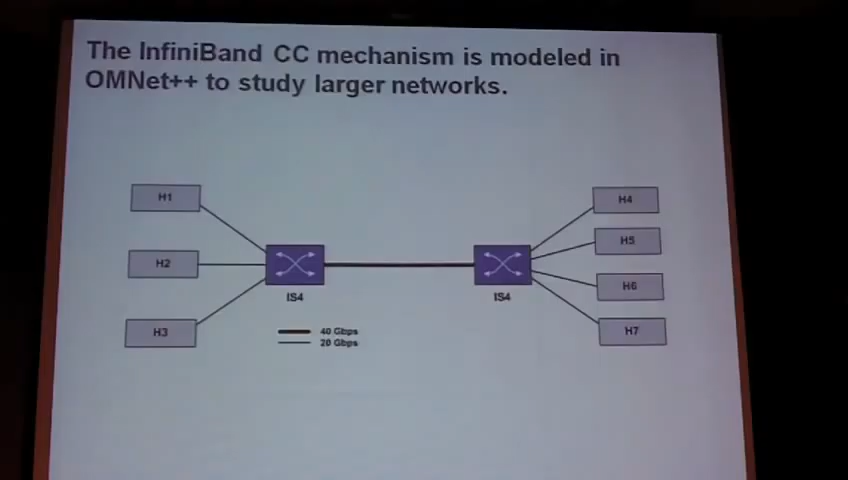 The InfiniBand CC mechanism is modeled in
OMNet++ to study larger networks.
H1
H4
H5
H2
H6
H3
H7
IS4
IS4
40 Gbps
20 Gbps